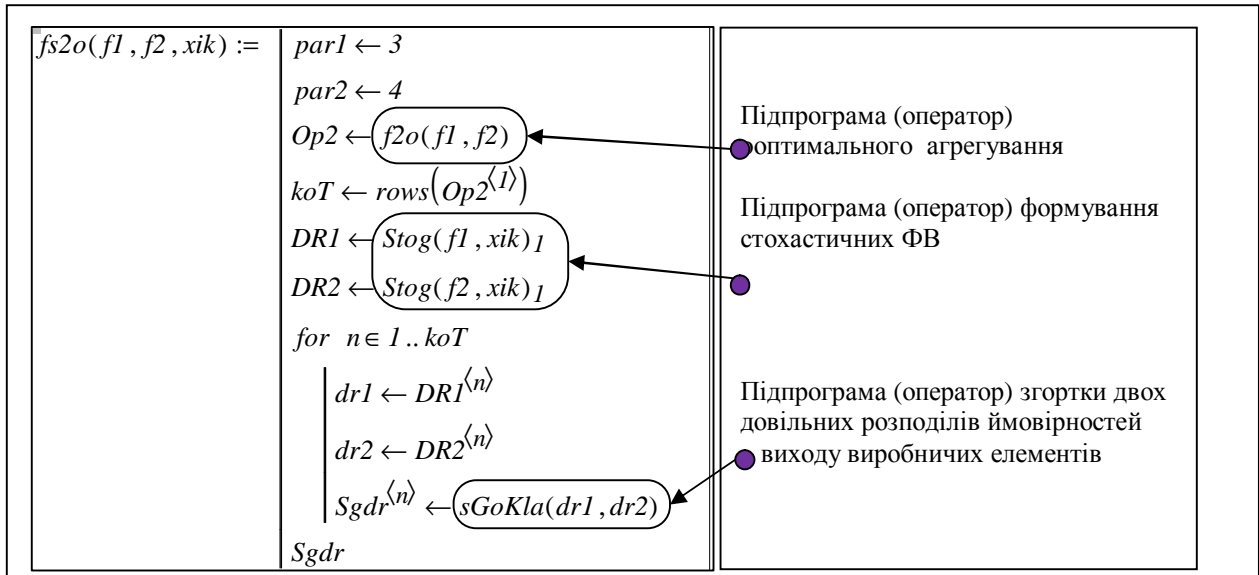 fs2o(f1 , f2 , xik) :=
par1 ← 3
par2 ← 4
Op2 ← f2o(f1 , f2)
koT ← rows(Op2⟨1⟩)
DR1 ← Stog(f1 , xik)1
DR2 ← Stog(f2 , xik)1
for n ∈ 1 .. koT
dr1 ← DR1⟨n⟩
dr2 ← DR2⟨n⟩
Sgdr⟨n⟩ ← sGoKla(dr1 , dr2)
Sgdr
Підпрограма (оператор)
оптимального агрегування
Підпрограма (оператор) формування
стохастичних ФВ
Підпрограма (оператор) згортки двох
довільних розподілів ймовірностей
виходу виробничих елементів